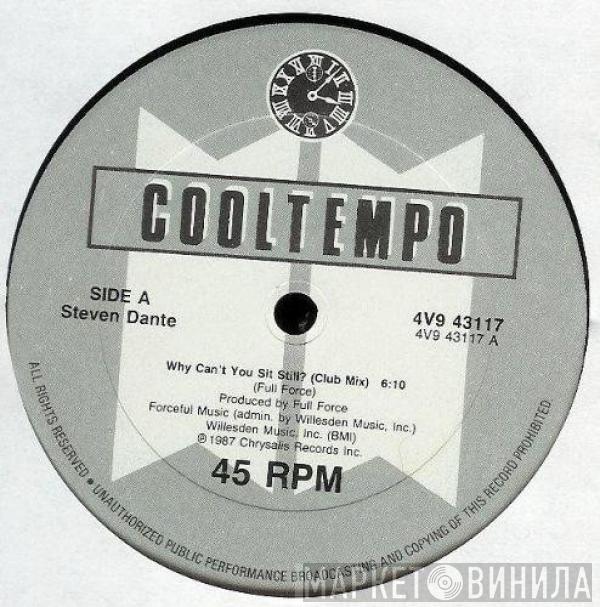 COOLTEMPO
SIDE A
Steven Dante
4V9 43117
4V9 43117 A
Why Can't You Sit Still? (Club Mix) 6:10
(Full Force)
Produced by Full Force
Forceful Music (admin. by Willesden Music, Inc.)
Willesden Music, Inc. (BMI)
℗1987 Chrysalis Records Inc.
45 RPM
ALL RIGHTS RESERVED • UNAUTHORIZED PUBLIC PERFORMANCE BROADCASTING AND COPYING OF THIS RECORD PROHIBITED
МАРКЕТ ВИНИЛА